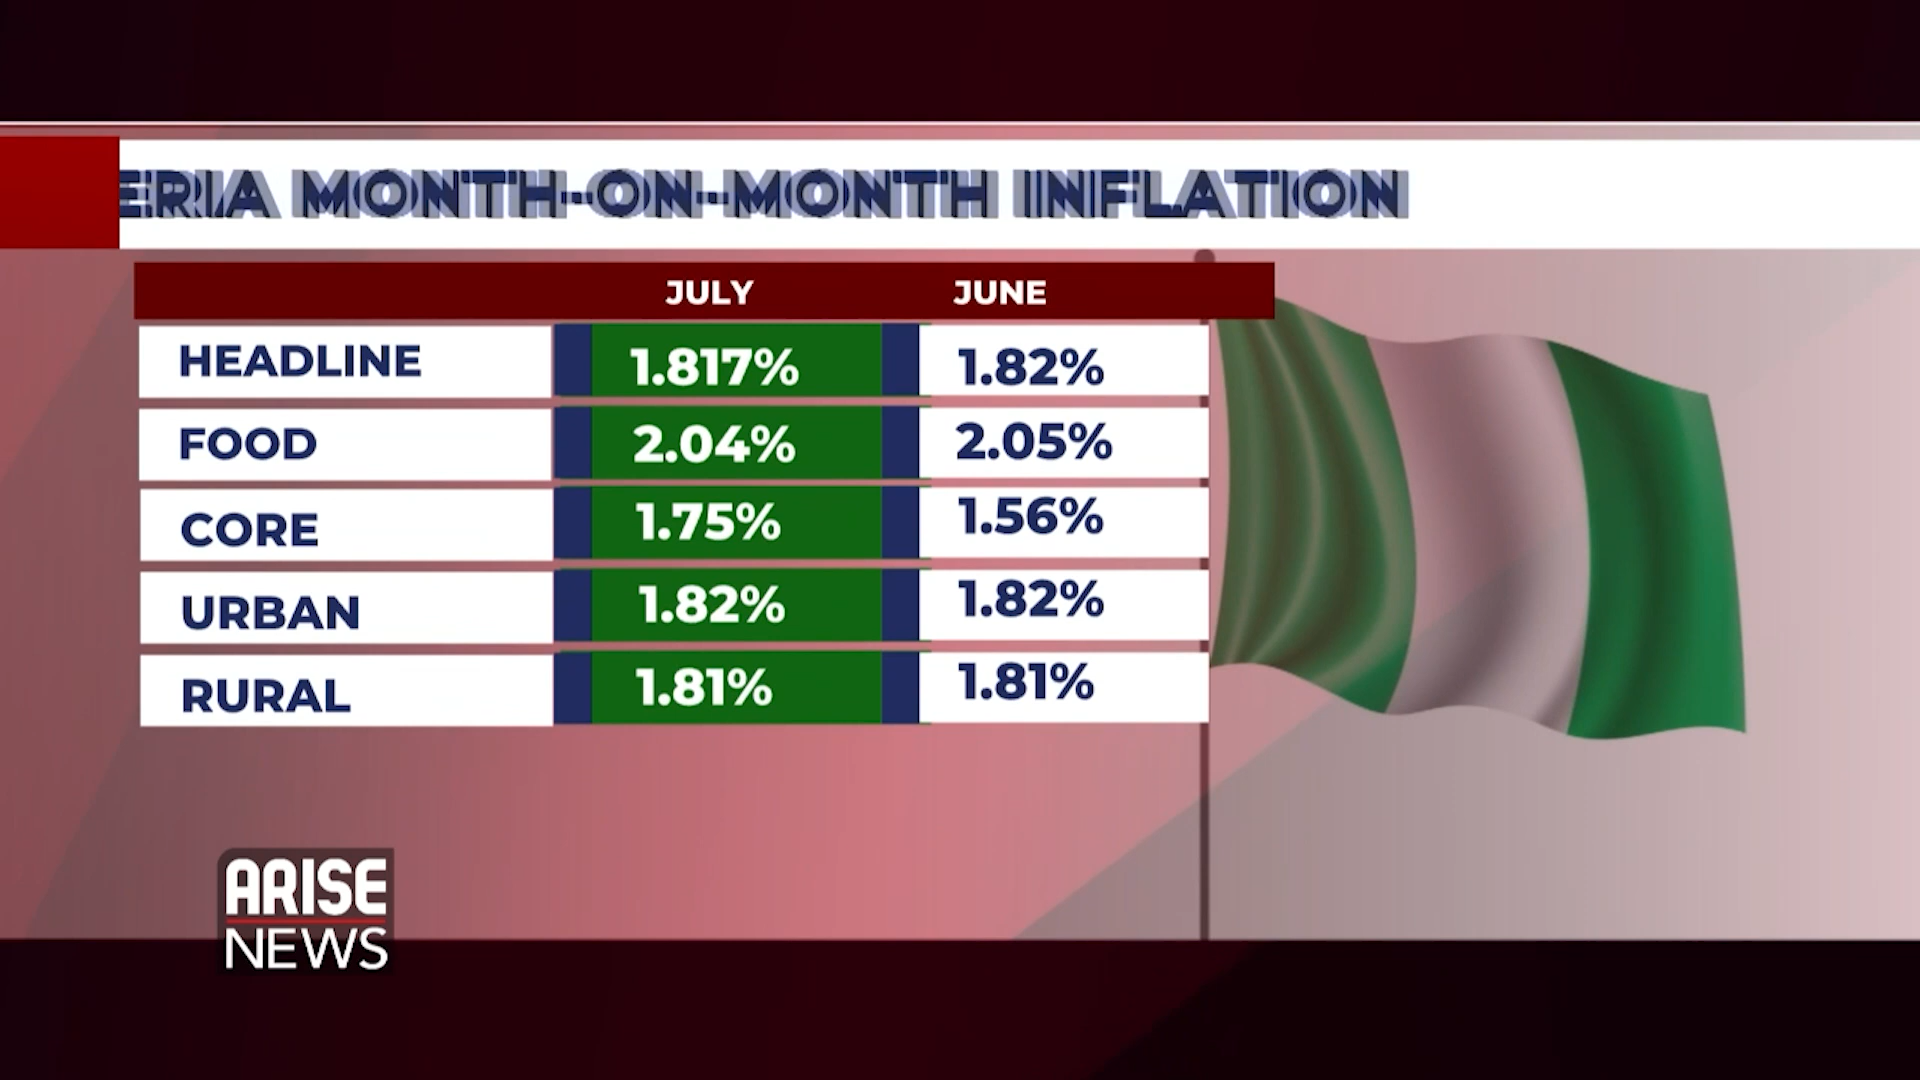 ERIA MONTH-ON-MONTH INFLATION
JULY JUNE
HEADLINE 1.817% 1.82%
FOOD 2.04% 2.05%
CORE 1.75% 1.56%
URBAN 1.82% 1.82%
RURAL 1.81% 1.81%
ARISE
NEWS